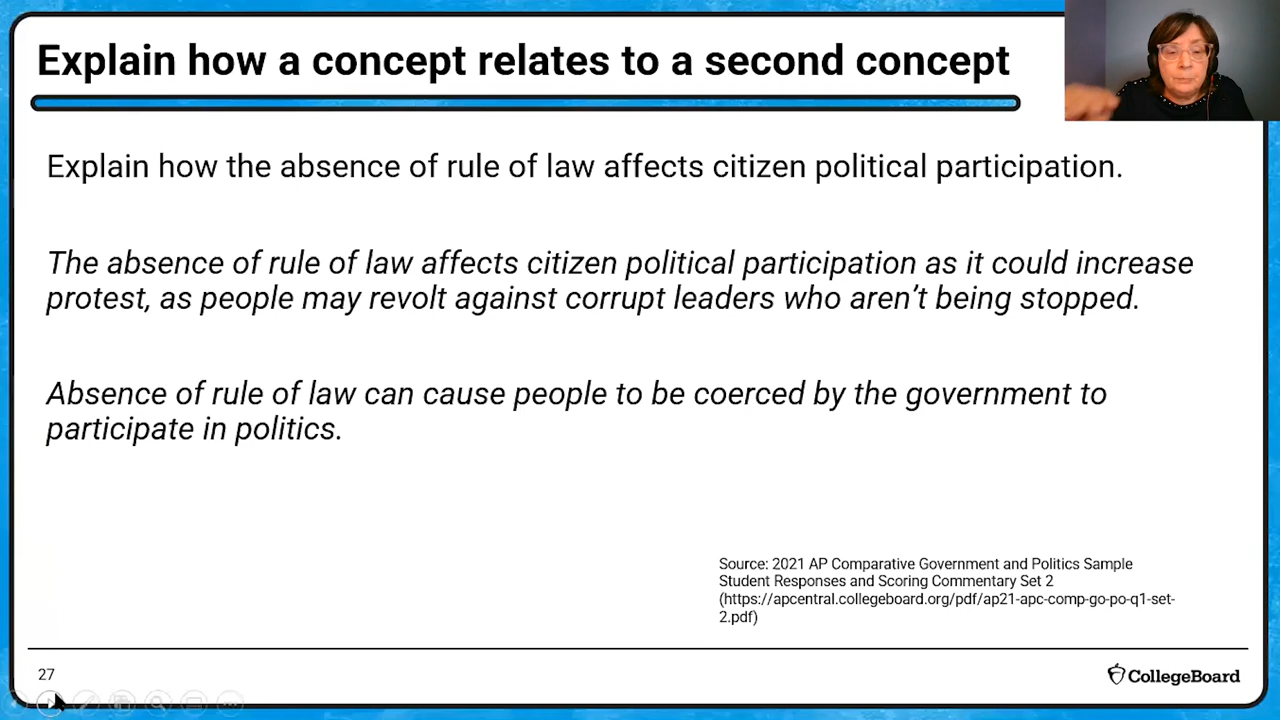 Explain how a concept relates to a second concept
Explain how the absence of rule of law affects citizen political participation.
The absence of rule of law affects citizen political participation as it could increase
protest, as people may revolt against corrupt leaders who aren't being stopped.
Absence of rule of law can cause people to be coerced by the government to
participate in politics.
Source: 2021 AP Comparative Government and Politics Sample
Student Responses and Scoring Commentary Set 2
(https://apcentral.collegeboard.org/pdf/ap21-apc-comp-go-po-q1-set-
2.pdf)
27
CollegeBoard